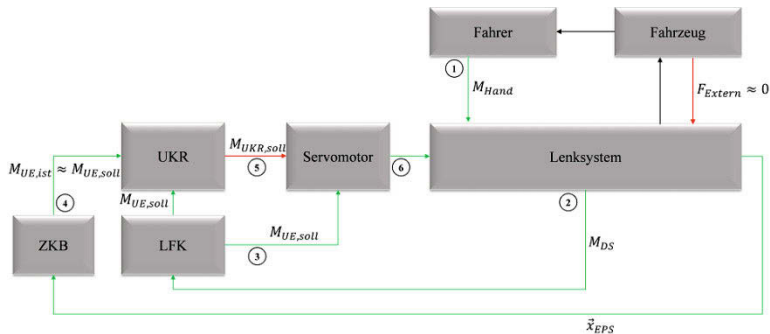 Fahrer
Fahrzeug
1
M_Hand
F_Extern ≈ 0
M_UKR,soll
UKR
Servomotor
Lenksystem
M_UE,ist ≈ M_UE,soll
5
6
4
M_UE,soll
2
M_UE,soll
ZKB
LFK
3
M_DS
x⃗_EPS